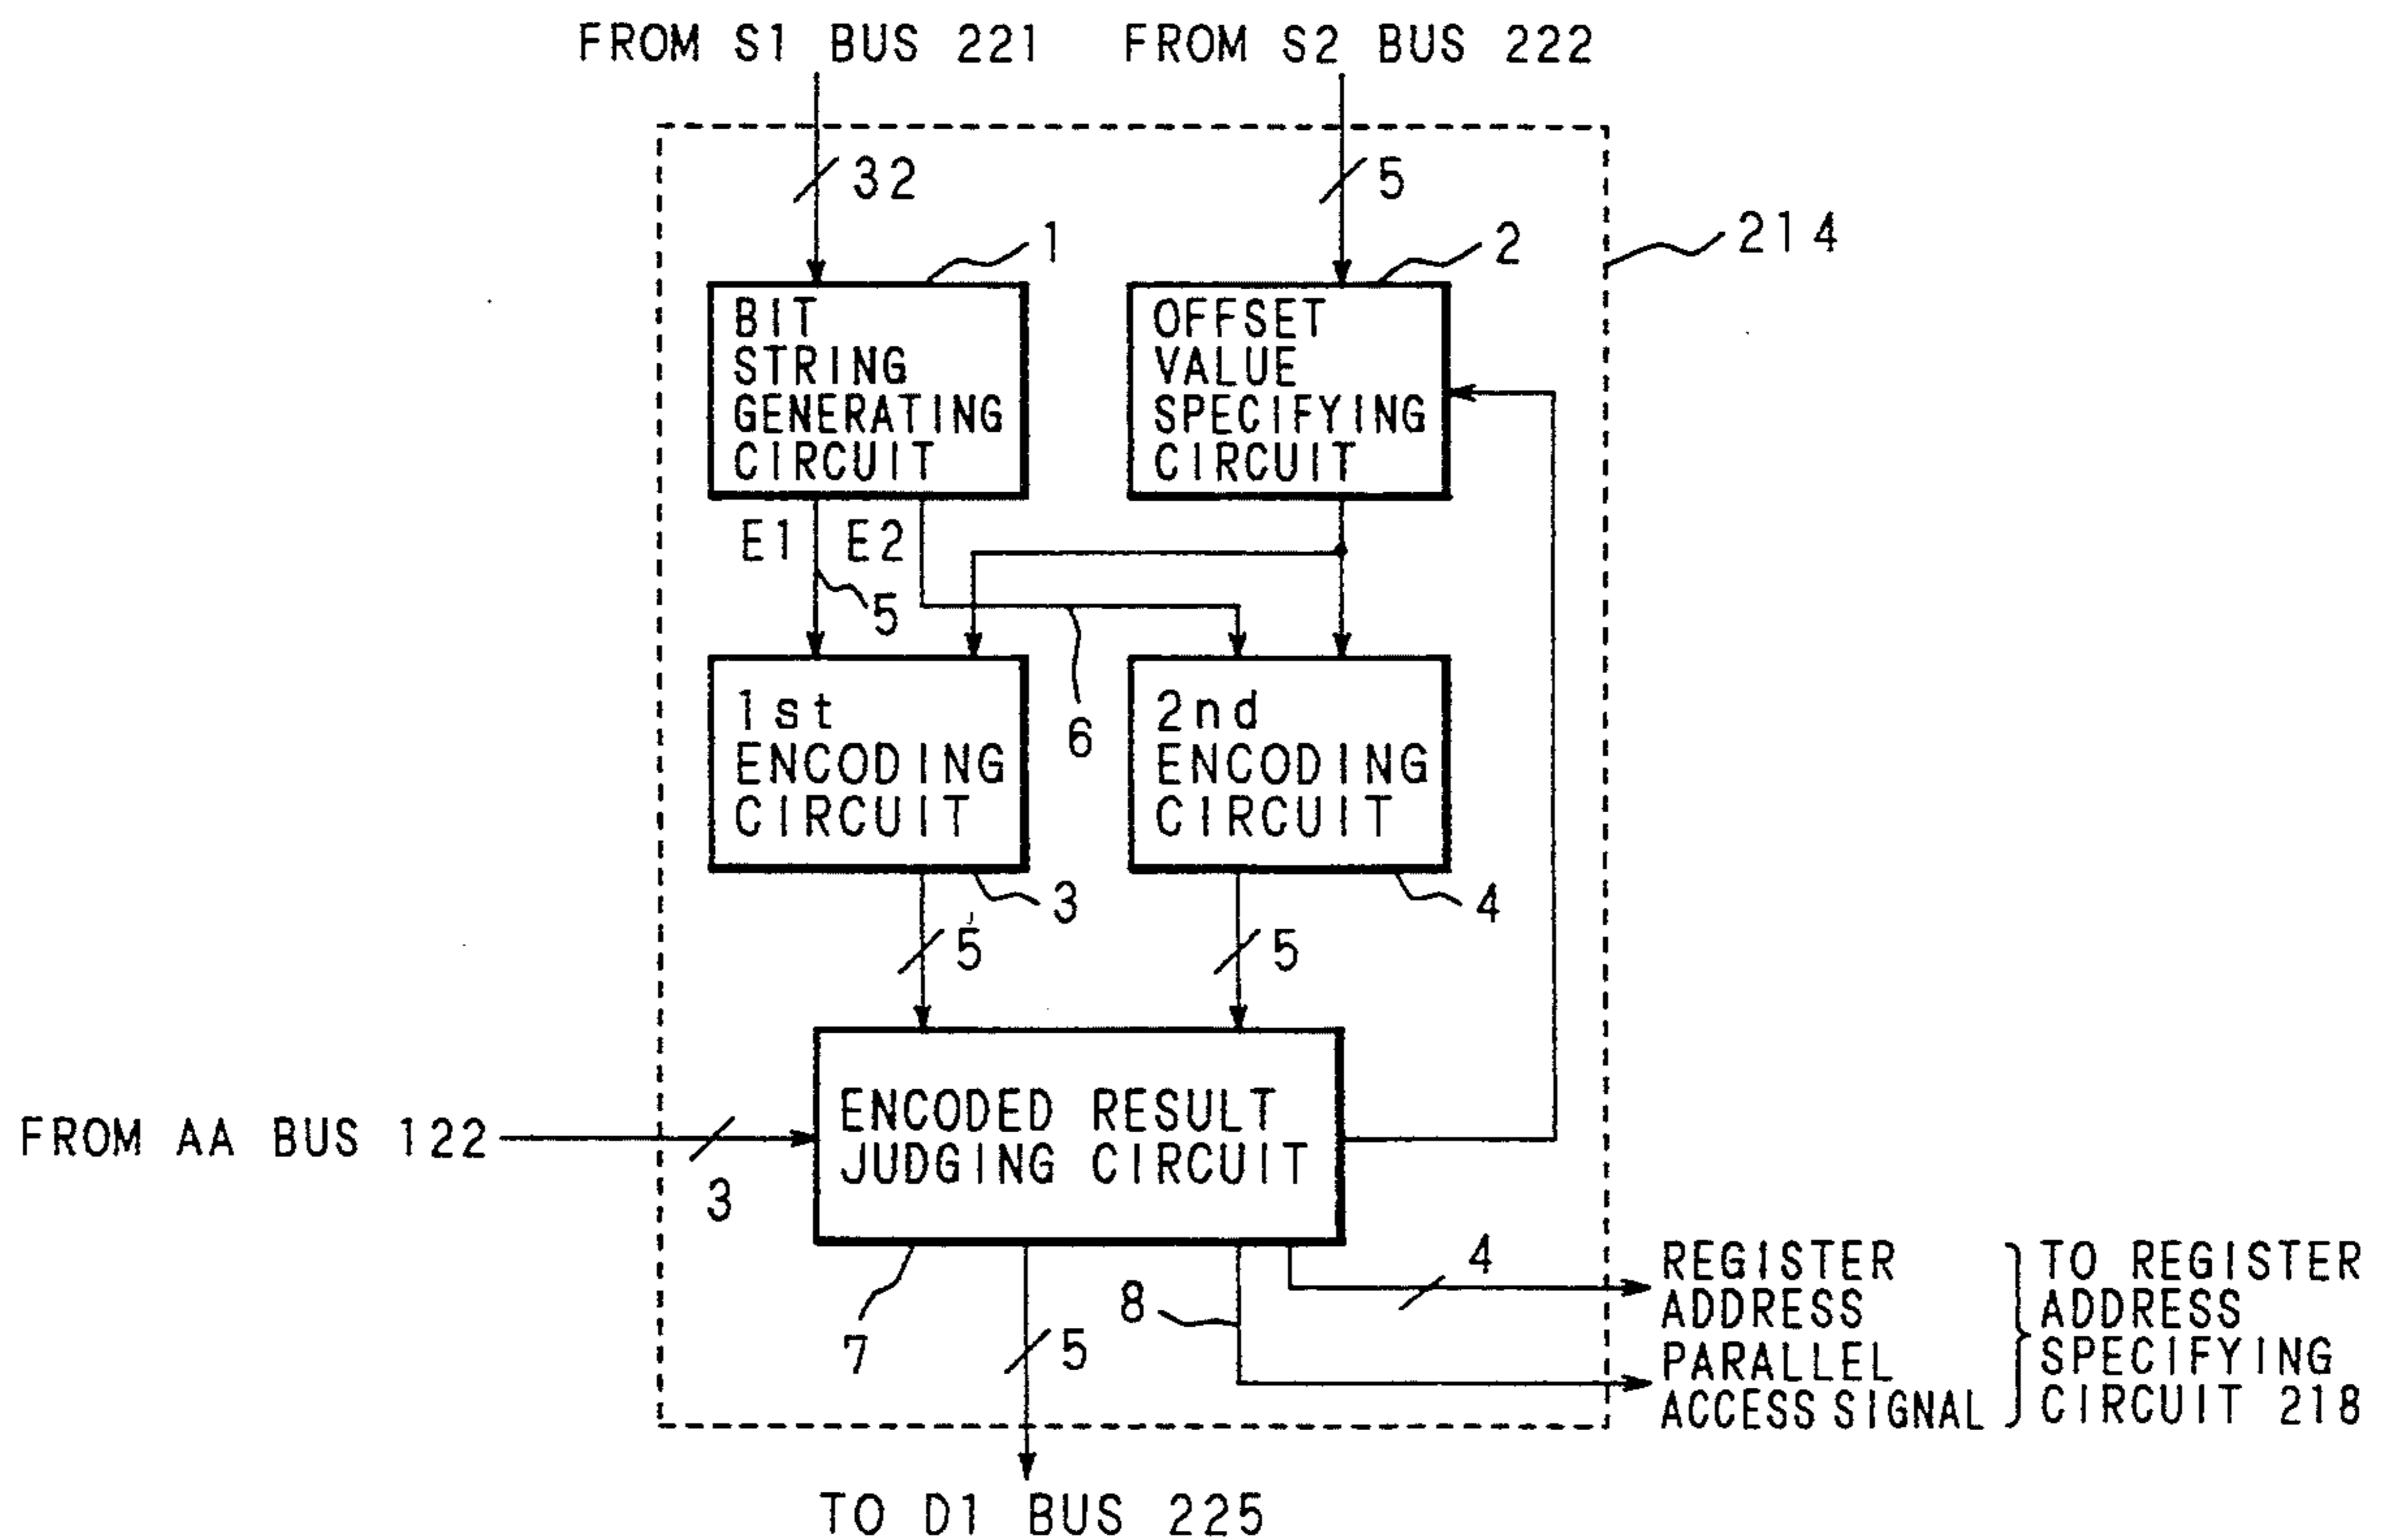 FROM S1 BUS 221
FROM S2 BUS 222
32
5
1
2
214
BIT
STRING
GENERATING
CIRCUIT
OFFSET
VALUE
SPECIFYING
CIRCUIT
E1
E2
5
6
1st
ENCODING
CIRCUIT
2nd
ENCODING
CIRCUIT
3
4
5
5
FROM AA BUS 122
3
ENCODED RESULT
JUDGING CIRCUIT
7
5
8
4
REGISTER
ADDRESS
PARALLEL
ACCESS SIGNAL
TO REGISTER
ADDRESS
SPECIFYING
CIRCUIT 218
TO D1 BUS 225